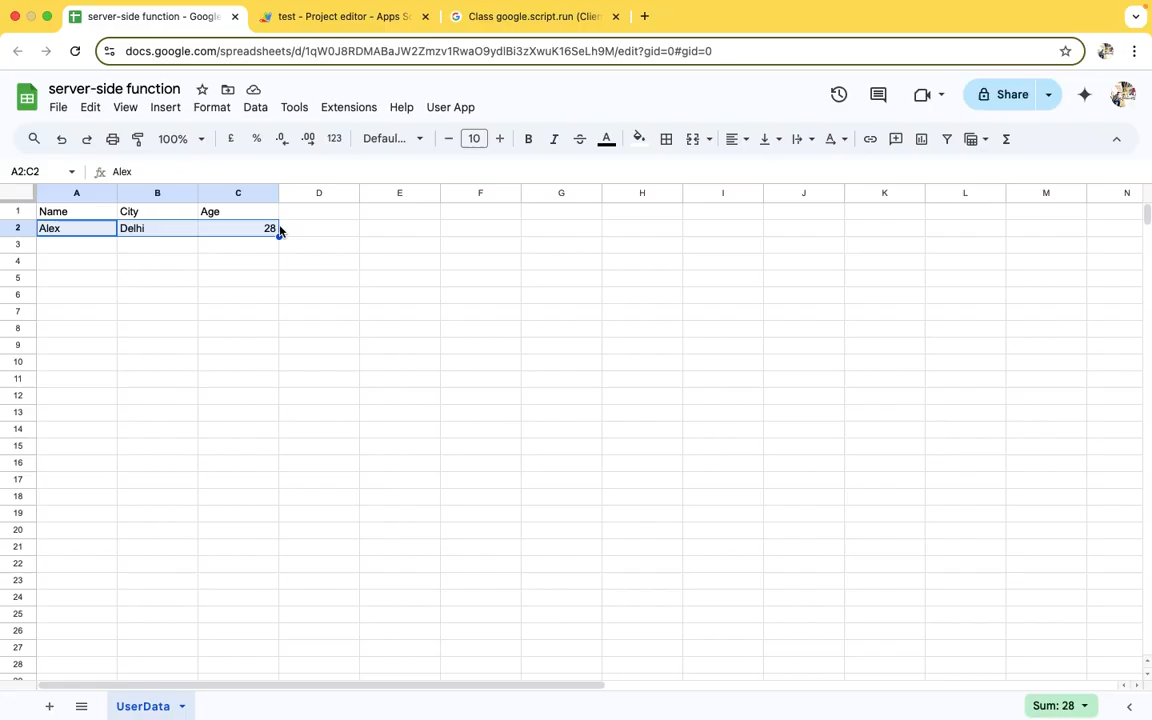 server-side function - Google
test - Project editor - Apps Sc
Class google.script.run (Clien
docs.google.com/spreadsheets/d/1qW0J8RDMABaJW2Zmzv1RwaO9ydlBi3zXwuK16SeLh9M/edit?gid=0#gid=0
server-side function
File Edit View Insert Format Data Tools Extensions Help User App
Share
100% £ % .0 .00 123 Defaul... 10 B I S A Σ
A2:C2 fx Alex
A B C D E F G H I J K L M N
1 Name City Age
2 Alex Delhi 28
3
4
5
6
7
8
9
10
11
12
13
14
15
16
17
18
19
20
21
22
23
24
25
26
27
28
UserData
Sum: 28